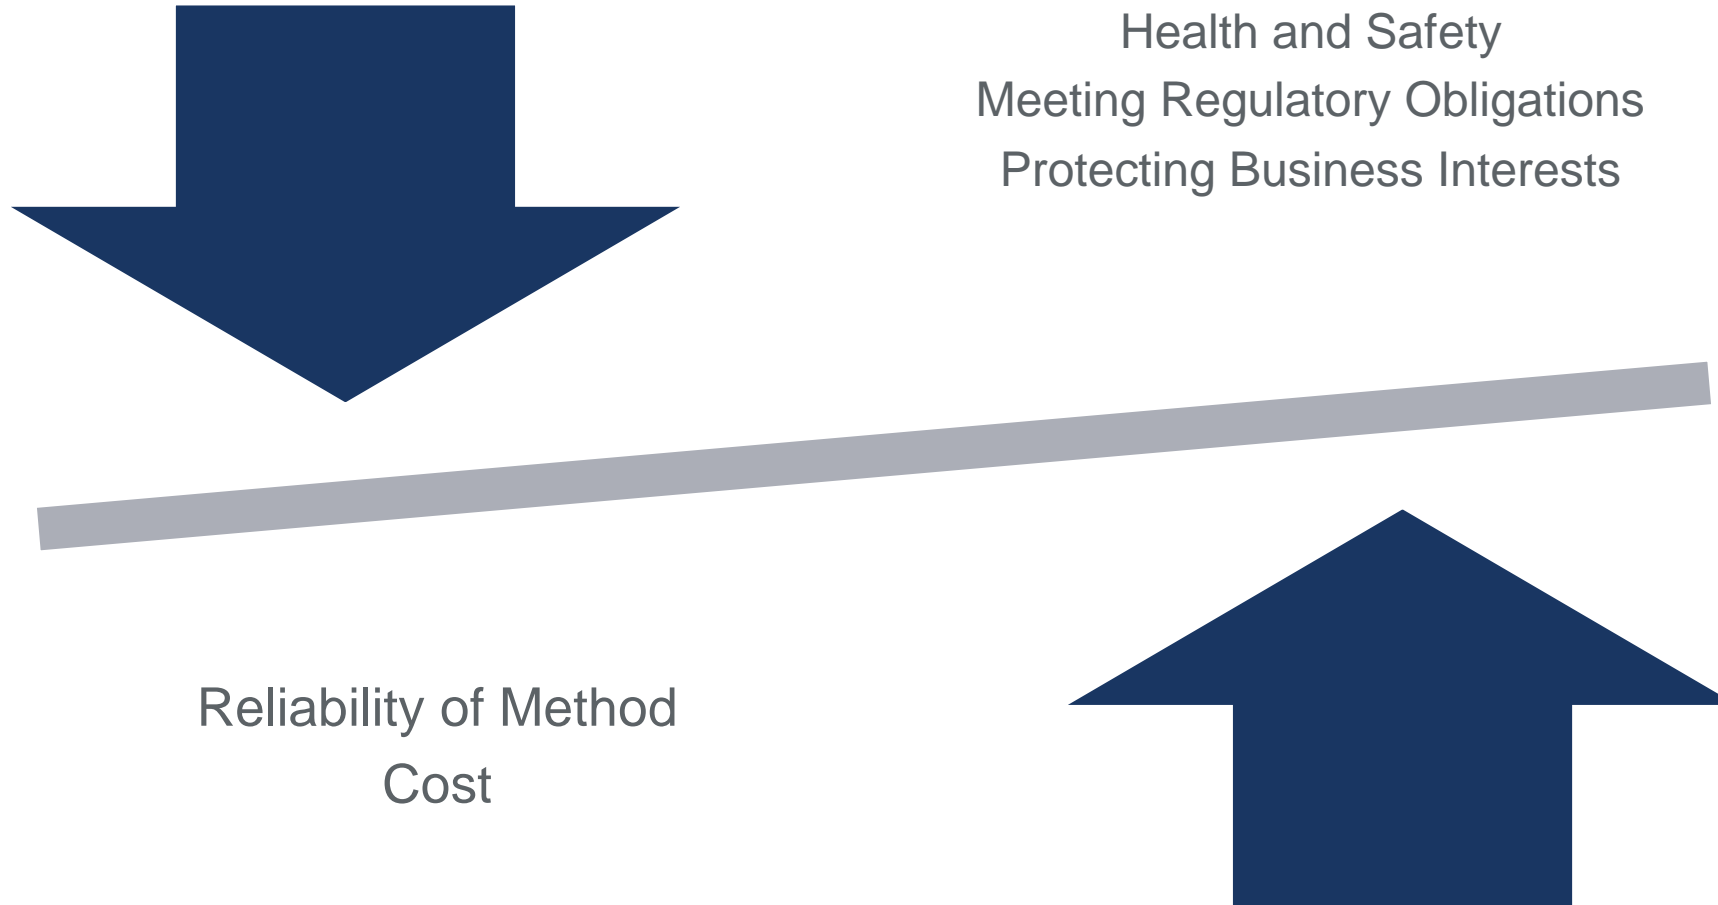 Health and Safety
Meeting Regulatory Obligations
Protecting Business Interests
Reliability of Method
Cost